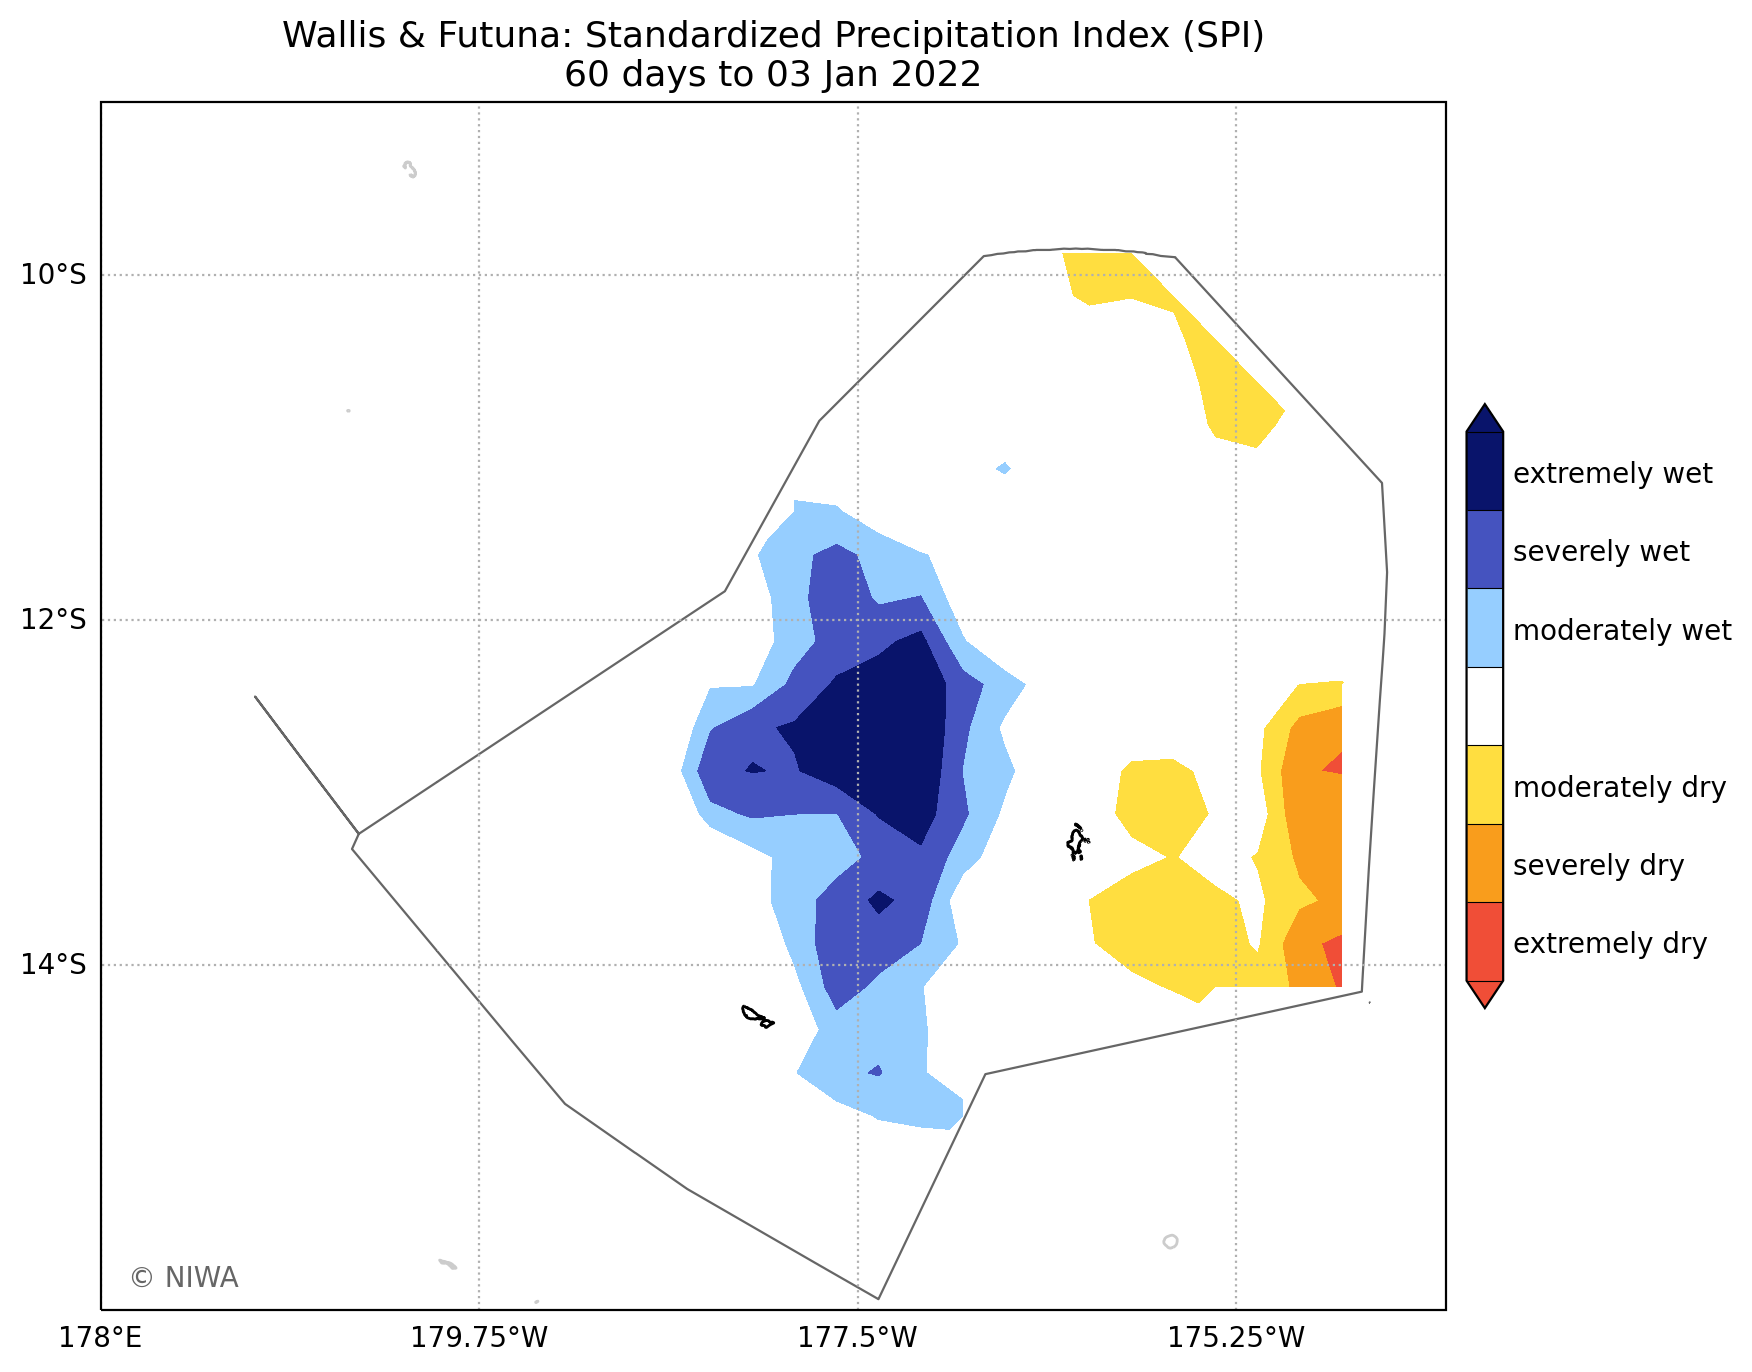 Wallis & Futuna: Standardized Precipitation Index (SPI)
60 days to 03 Jan 2022
10°S
12°S
14°S
178°E
179.75°W
177.5°W
175.25°W
extremely wet
severely wet
moderately wet
moderately dry
severely dry
extremely dry
© NIWA